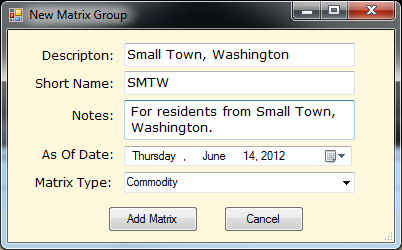 New Matrix Group
Descripton: Small Town, Washington
Short Name: SMTW
Notes: For residents from Small Town,
Washington.
As Of Date: Thursday , June 14, 2012
Matrix Type: Commodity
Add Matrix Cancel